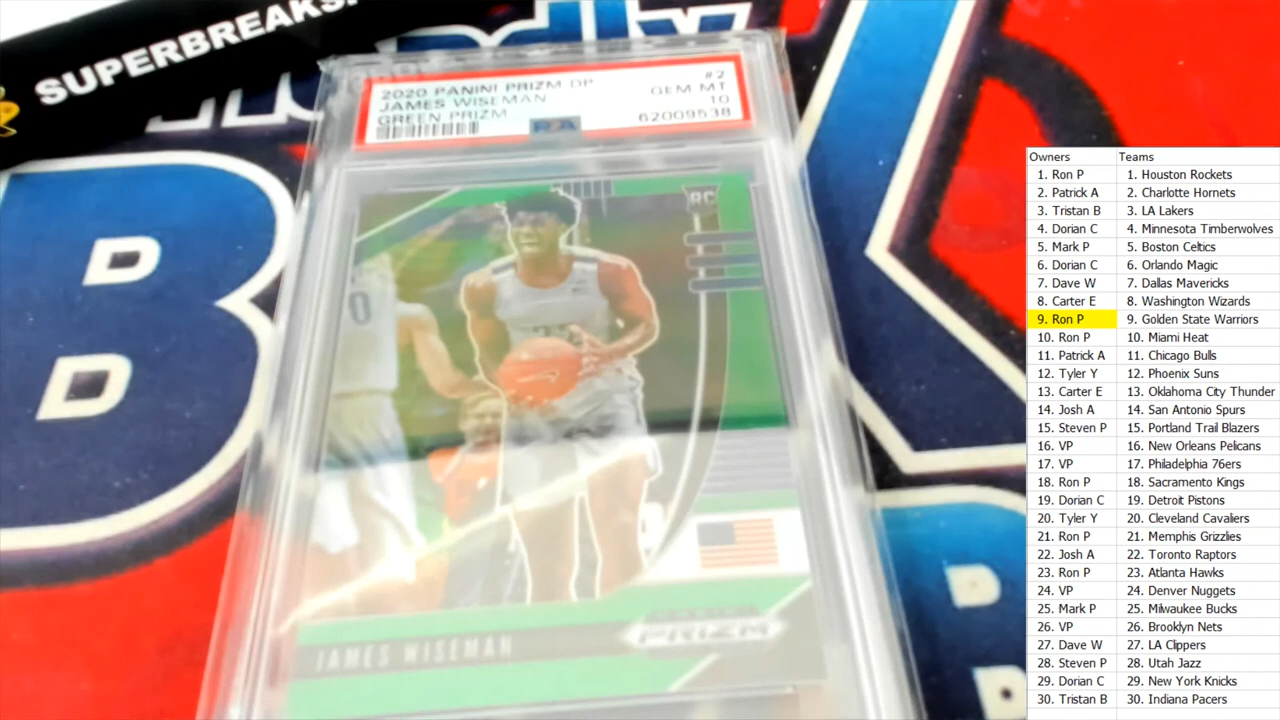 SUPERBREAKS.
2020 PANINI PRIZM DP #2
JAMES WISEMAN GEM MT
GREEN PRIZM 10
62009538
PSA
RC
0
JAMES WISEMAN
PANINI
PRIZM
Owners Teams
1. Ron P 1. Houston Rockets
2. Patrick A 2. Charlotte Hornets
3. Tristan B 3. LA Lakers
4. Dorian C 4. Minnesota Timberwolves
5. Mark P 5. Boston Celtics
6. Dorian C 6. Orlando Magic
7. Dave W 7. Dallas Mavericks
8. Carter E 8. Washington Wizards
9. Ron P 9. Golden State Warriors
10. Ron P 10. Miami Heat
11. Patrick A 11. Chicago Bulls
12. Tyler Y 12. Phoenix Suns
13. Carter E 13. Oklahoma City Thunder
14. Josh A 14. San Antonio Spurs
15. Steven P 15. Portland Trail Blazers
16. VP 16. New Orleans Pelicans
17. VP 17. Philadelphia 76ers
18. Ron P 18. Sacramento Kings
19. Dorian C 19. Detroit Pistons
20. Tyler Y 20. Cleveland Cavaliers
21. Ron P 21. Memphis Grizzlies
22. Josh A 22. Toronto Raptors
23. Ron P 23. Atlanta Hawks
24. VP 24. Denver Nuggets
25. Mark P 25. Milwaukee Bucks
26. VP 26. Brooklyn Nets
27. Dave W 27. LA Clippers
28. Steven P 28. Utah Jazz
29. Dorian C 29. New York Knicks
30. Tristan B 30. Indiana Pacers